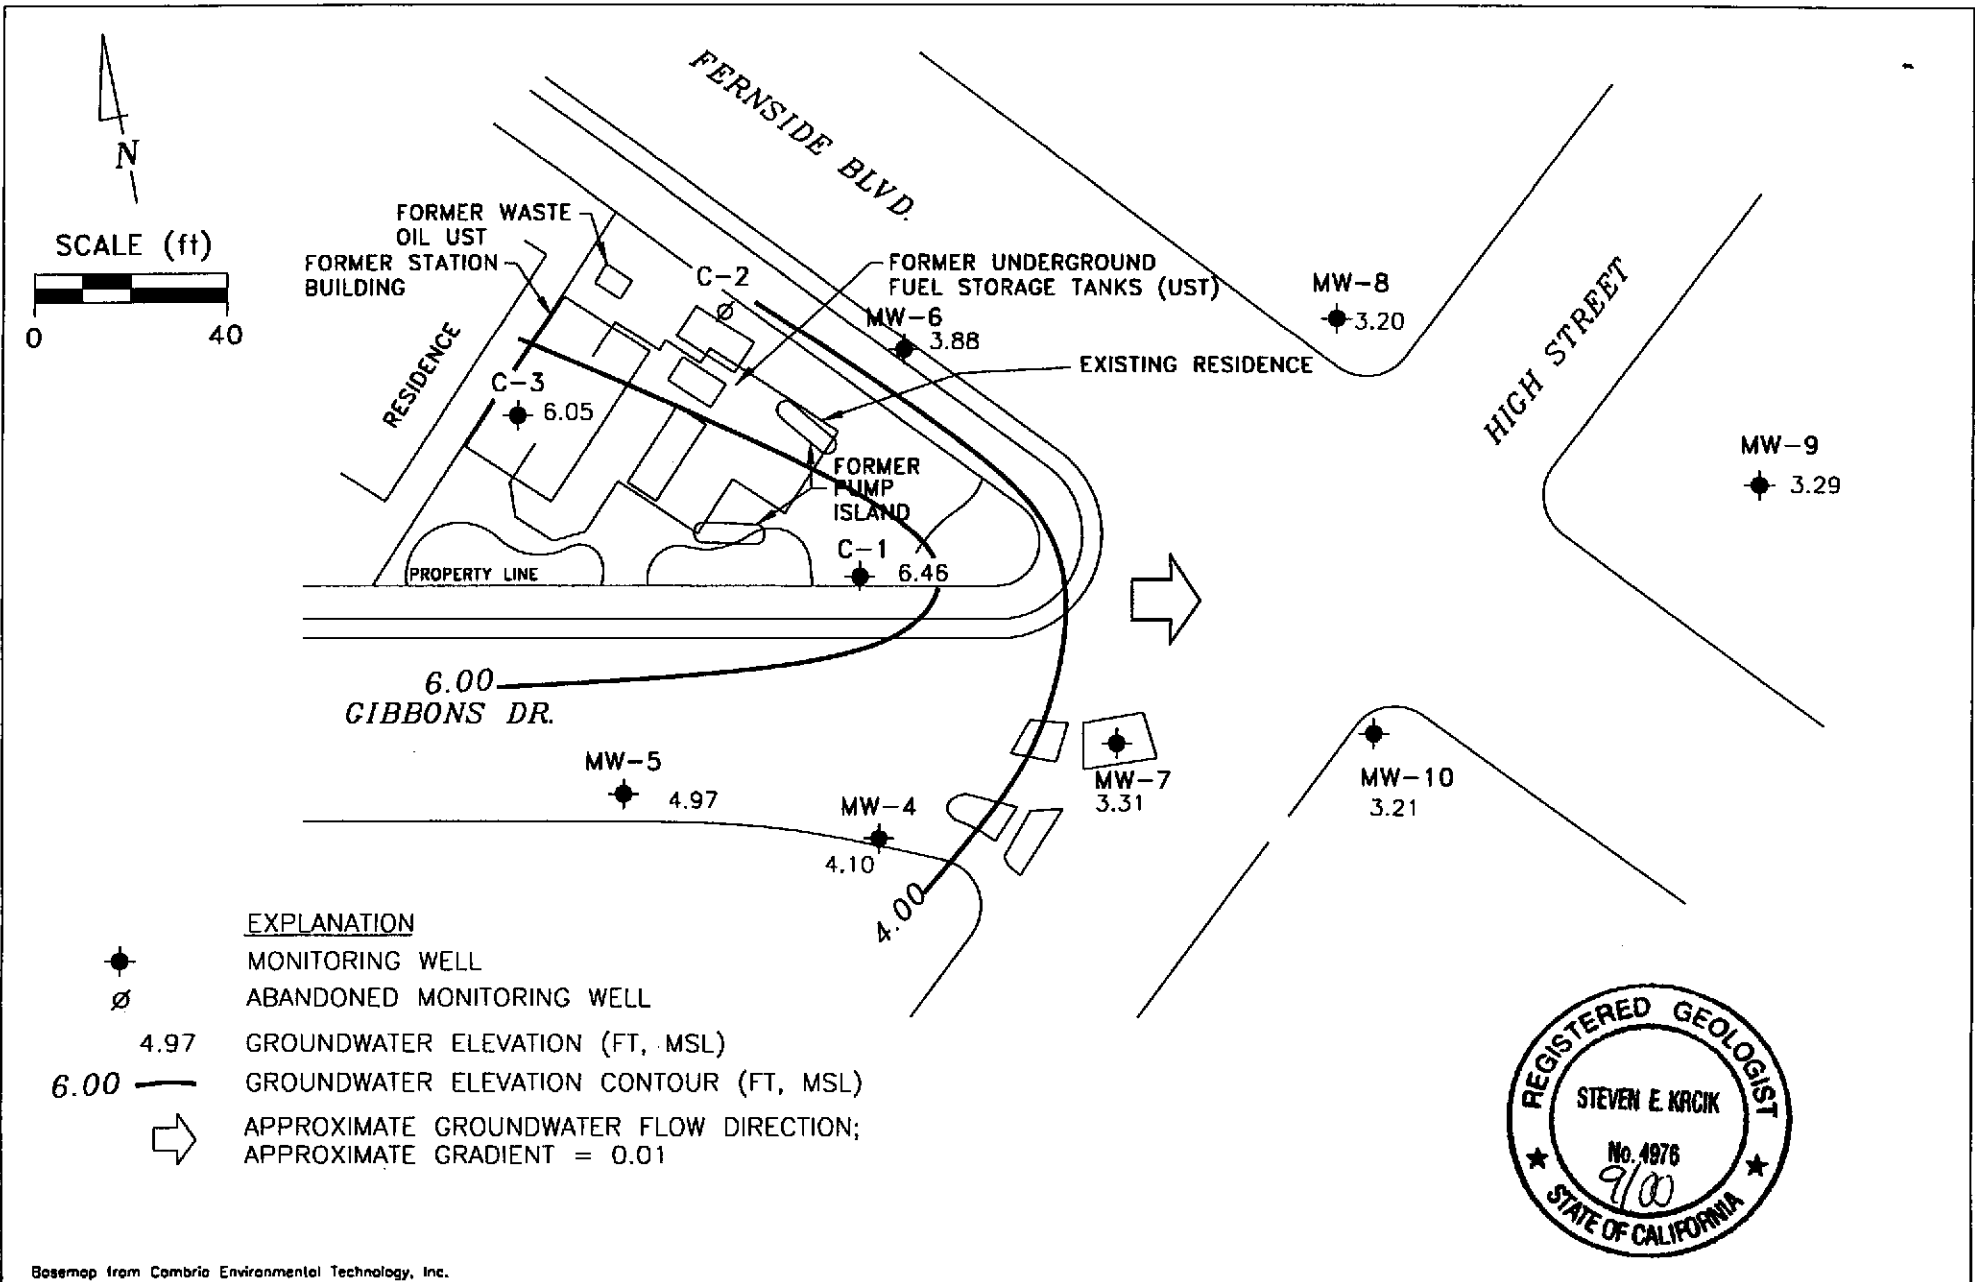 N
SCALE (ft)
0 40
FERNSIDE BLVD.
FORMER WASTE
OIL UST
FORMER STATION
BUILDING
C-2
FORMER UNDERGROUND
FUEL STORAGE TANKS (UST)
MW-8
3.20
MW-6
3.88
HIGH STREET
RESIDENCE
EXISTING RESIDENCE
C-3
6.05
MW-9
3.29
FORMER
PUMP
ISLAND
C-1
6.46
PROPERTY LINE
6.00
GIBBONS DR.
MW-5
4.97
MW-4
4.10
MW-7
3.31
MW-10
3.21
4.00
EXPLANATION
MONITORING WELL
ABANDONED MONITORING WELL
4.97 GROUNDWATER ELEVATION (FT, MSL)
6.00 GROUNDWATER ELEVATION CONTOUR (FT, MSL)
APPROXIMATE GROUNDWATER FLOW DIRECTION;
APPROXIMATE GRADIENT = 0.01
REGISTERED GEOLOGIST
STEVEN E. KRCIK
No. 4976
9/00
STATE OF CALIFORNIA
Basemap from Cambria Environmental Technology, Inc.